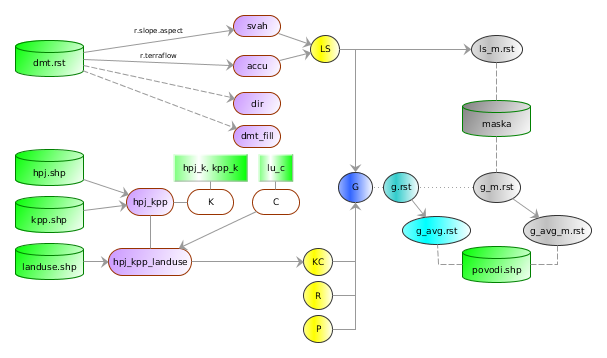 svah
r.slope.aspect
LS
ls_m.rst
dmt.rst
r.terraflow
accu
dir
maska
dmt_fill
hpj.shp
hpj_k, kpp_k
lu_c
G
g.rst
g_m.rst
hpj_kpp
K
C
kpp.shp
g_avg.rst
g_avg_m.rst
landuse.shp
hpj_kpp_landuse
KC
povodi.shp
R
P